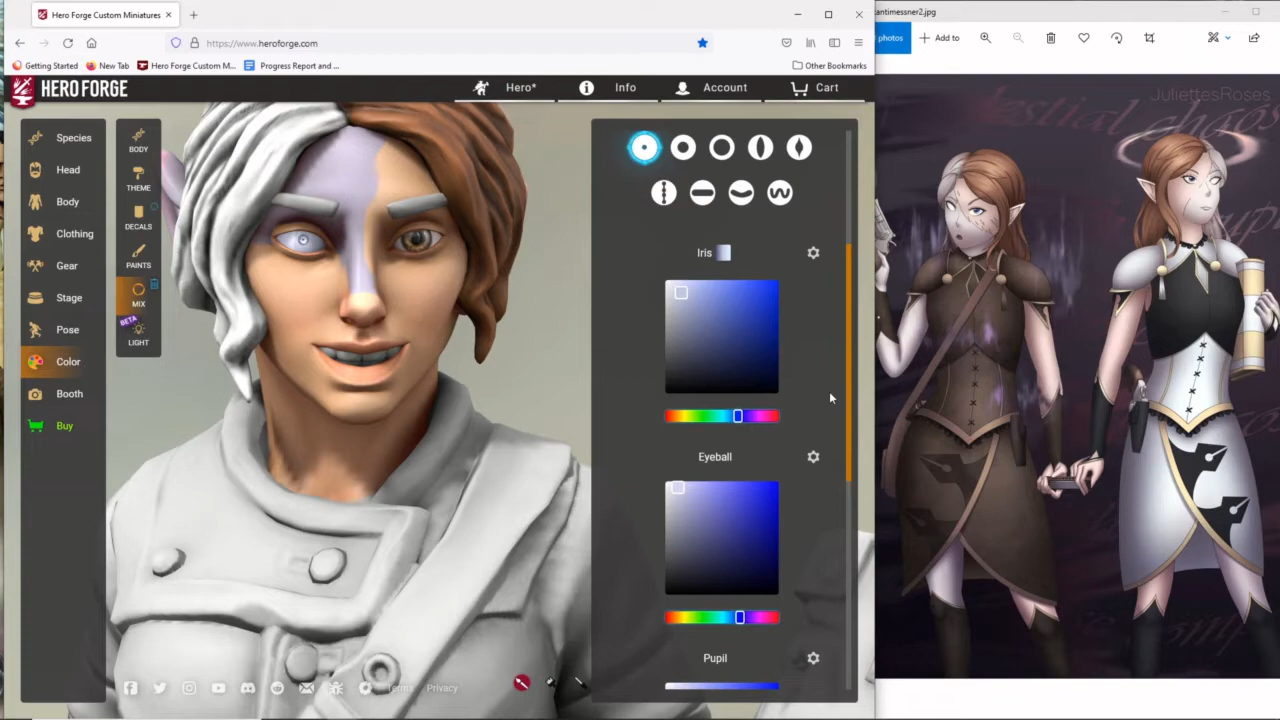 Hero Forge Custom Miniatures
https://www.heroforge.com
Getting Started
New Tab
Hero Forge Custom M...
Progress Report and ...
Other Bookmarks
HERO FORGE
Hero*
Info
Account
Cart
Species
Head
Body
Clothing
Gear
Stage
Pose
Color
Booth
Buy
BODY
THEME
DECALS
PAINTS
MIX
BETA
LIGHT
Iris
Eyeball
Pupil
Terms
Privacy
antimessner2.jpg
photos
Add to
JuliettesRoses
chaos